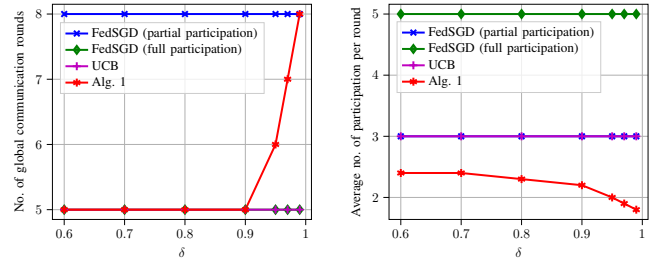 No. of global communication rounds
8
7
6
5
FedSGD (partial participation)
FedSGD (full participation)
UCB
Alg. 1
0.6 0.7 0.8 0.9 1
δ
Average no. of participation per round
5
4
3
2
FedSGD (partial participation)
FedSGD (full participation)
UCB
Alg. 1
0.6 0.7 0.8 0.9 1
δ